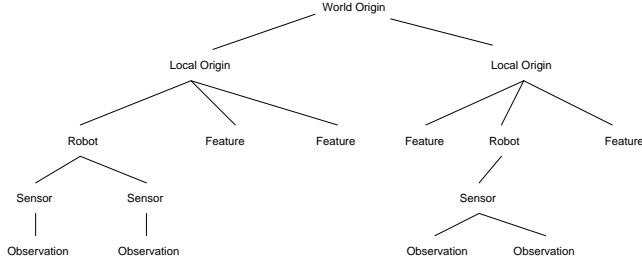 World Origin
Local Origin Local Origin
Robot Feature Feature Feature Robot Feature
Sensor Sensor Sensor
Observation Observation Observation Observation